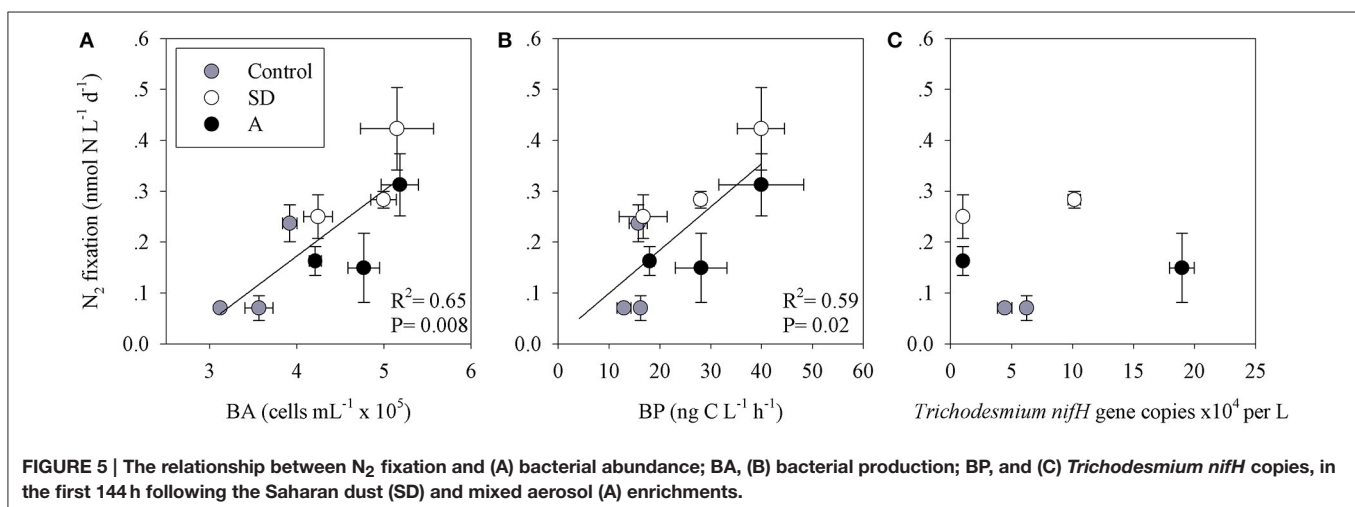 A
B
C
Control
SD
A
N₂ fixation (nmol N L⁻¹ d⁻¹)
.6
.5
.4
.3
.2
.1
0.0
3
4
5
6
BA (cells mL⁻¹ x 10⁵)
R²= 0.65
P= 0.008
.6
.5
.4
.3
.2
.1
0.0
0
10
20
30
40
50
60
BP (ng C L⁻¹ h⁻¹)
R²= 0.59
P= 0.02
.6
.5
.4
.3
.2
.1
0.0
0
5
10
15
20
25
Trichodesmium nifH gene copies x10⁴ per L
FIGURE 5 | The relationship between N₂ fixation and (A) bacterial abundance; BA, (B) bacterial production; BP, and (C) Trichodesmium nifH copies, in
the first 144 h following the Saharan dust (SD) and mixed aerosol (A) enrichments.